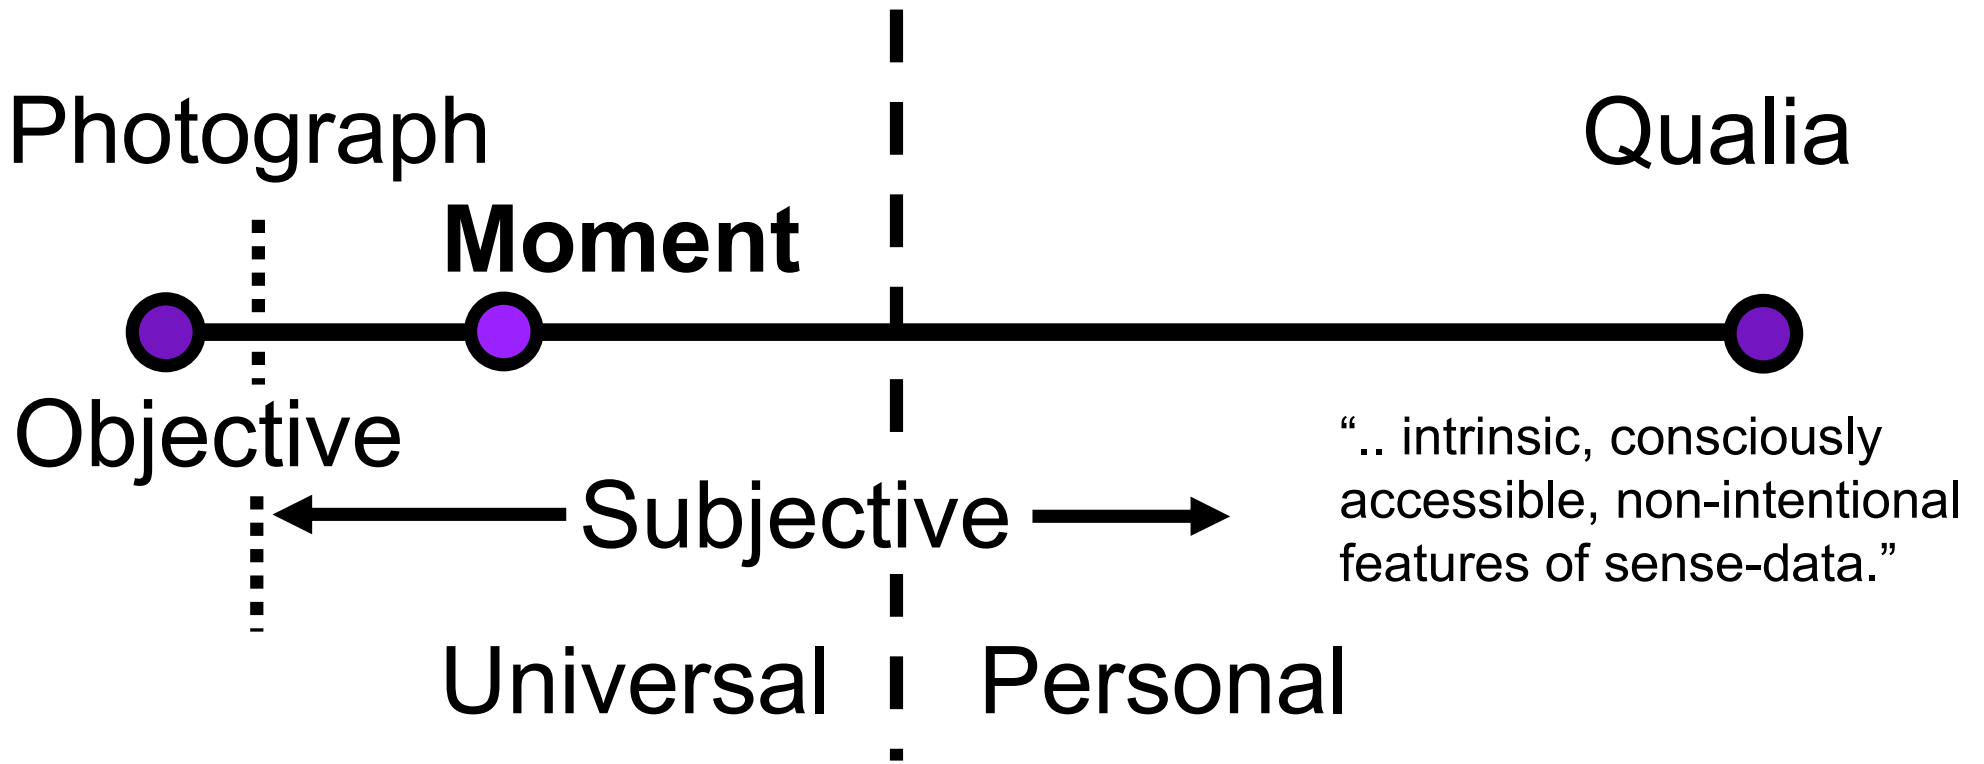 Photograph
Qualia
Moment
Objective
“.. intrinsic, consciously
accessible, non-intentional
features of sense-data.”
Subjective
Universal
Personal